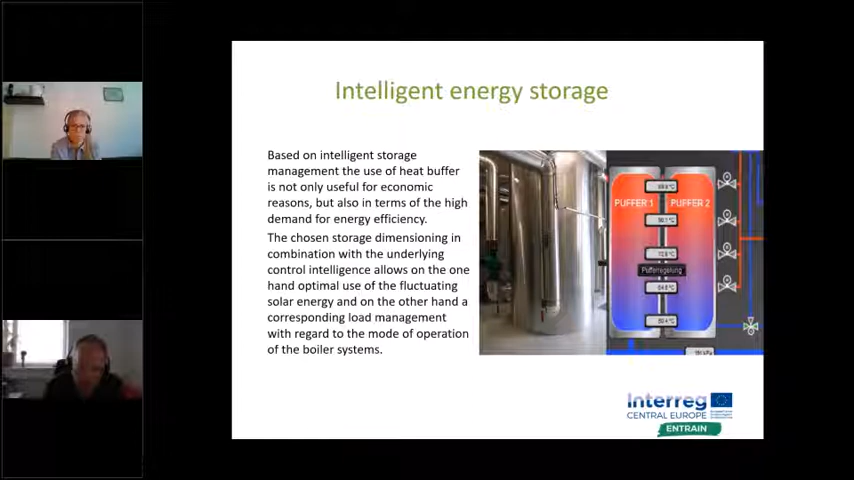 Intelligent energy storage
Based on intelligent storage
management the use of heat buffer
is not only useful for economic
reasons, but also in terms of the high
demand for energy efficiency.
The chosen storage dimensioning in
combination with the underlying
control intelligence allows on the one
hand optimal use of the fluctuating
solar energy and on the other hand a
corresponding load management
with regard to the mode of operation
of the boiler systems.
PUFFER 1 PUFFER 2
Pufferregelung
Interreg
CENTRAL EUROPE
ENTRAIN